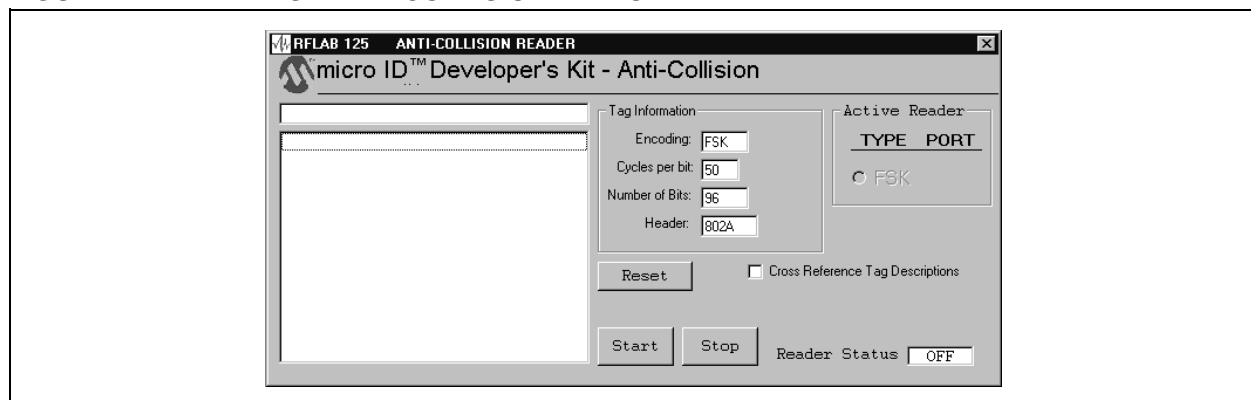 RFLAB 125 ANTI-COLLISION READER
micro ID™ Developer's Kit - Anti-Collision
Tag Information
Encoding: FSK
Cycles per bit: 50
Number of Bits: 96
Header: 802A
Active Reader
TYPE PORT
FSK
Reset
Cross Reference Tag Descriptions
Start
Stop
Reader Status OFF